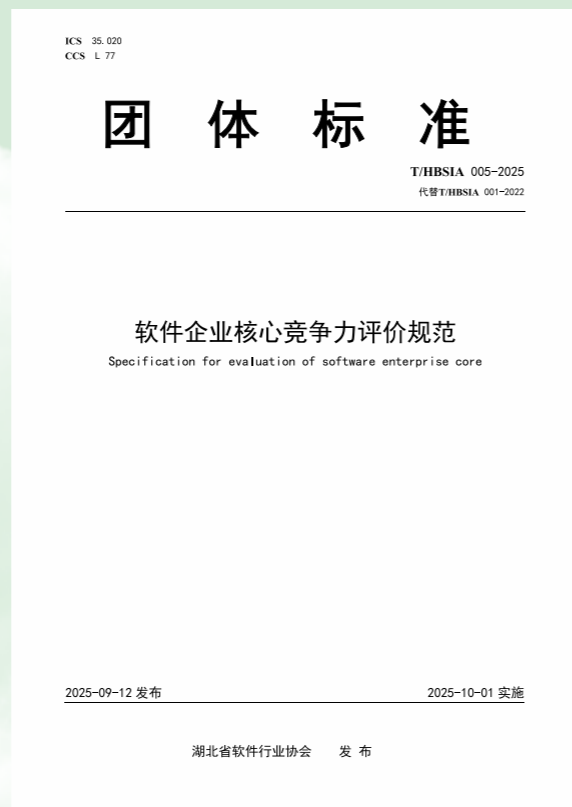 ICS 35.020
CCS L 77
团 体 标 准
T/HBSIA 005-2025
代替T/HBSIA 001-2022
软件企业核心竞争力评价规范
Specification for evaluation of software enterprise core
2025-09-12 发布
2025-10-01 实施
湖北省软件行业协会 发 布